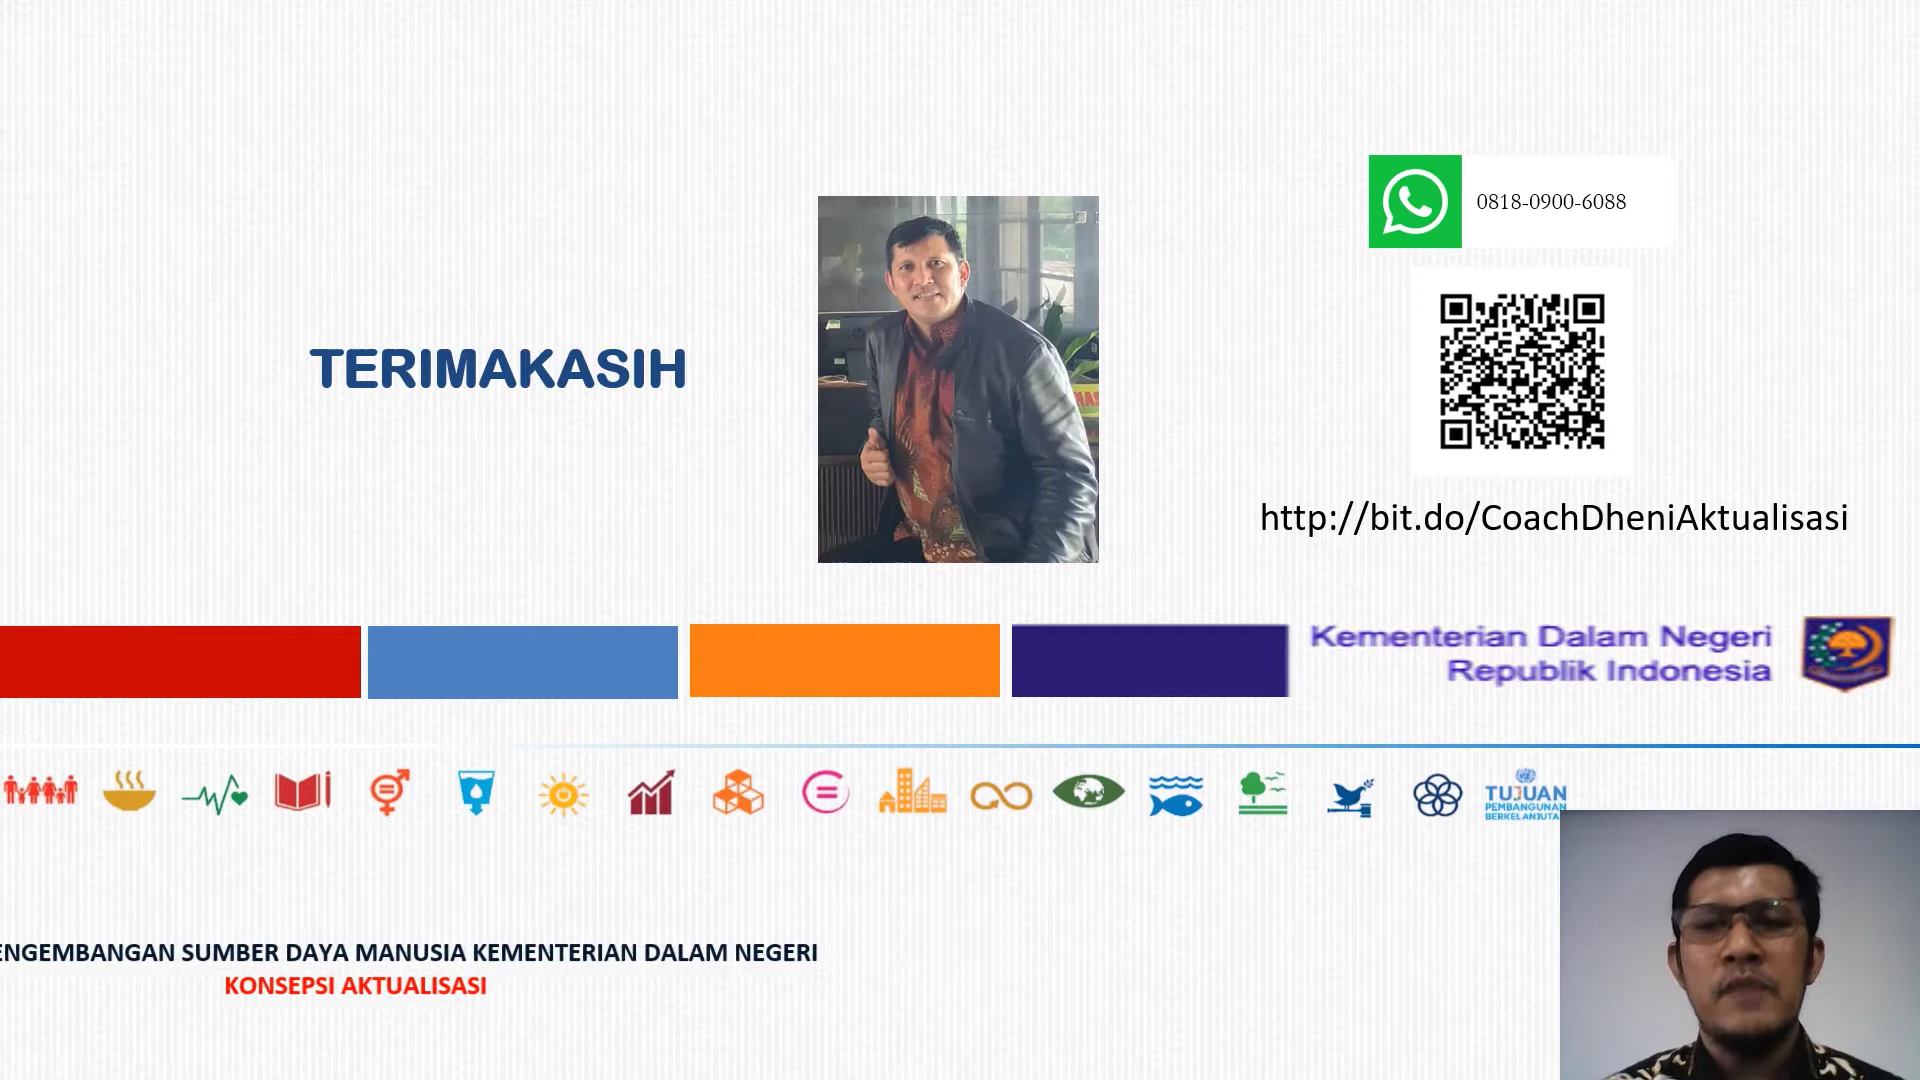 TERIMAKASIH
0818-0900-6088
http://bit.do/CoachDheniAktualisasi
Kementerian Dalam Negeri
Republik Indonesia
TUJUAN
PEMBANGUNAN
BERKELANJUTA
ENGEMBANGAN SUMBER DAYA MANUSIA KEMENTERIAN DALAM NEGERI
KONSEPSI AKTUALISASI